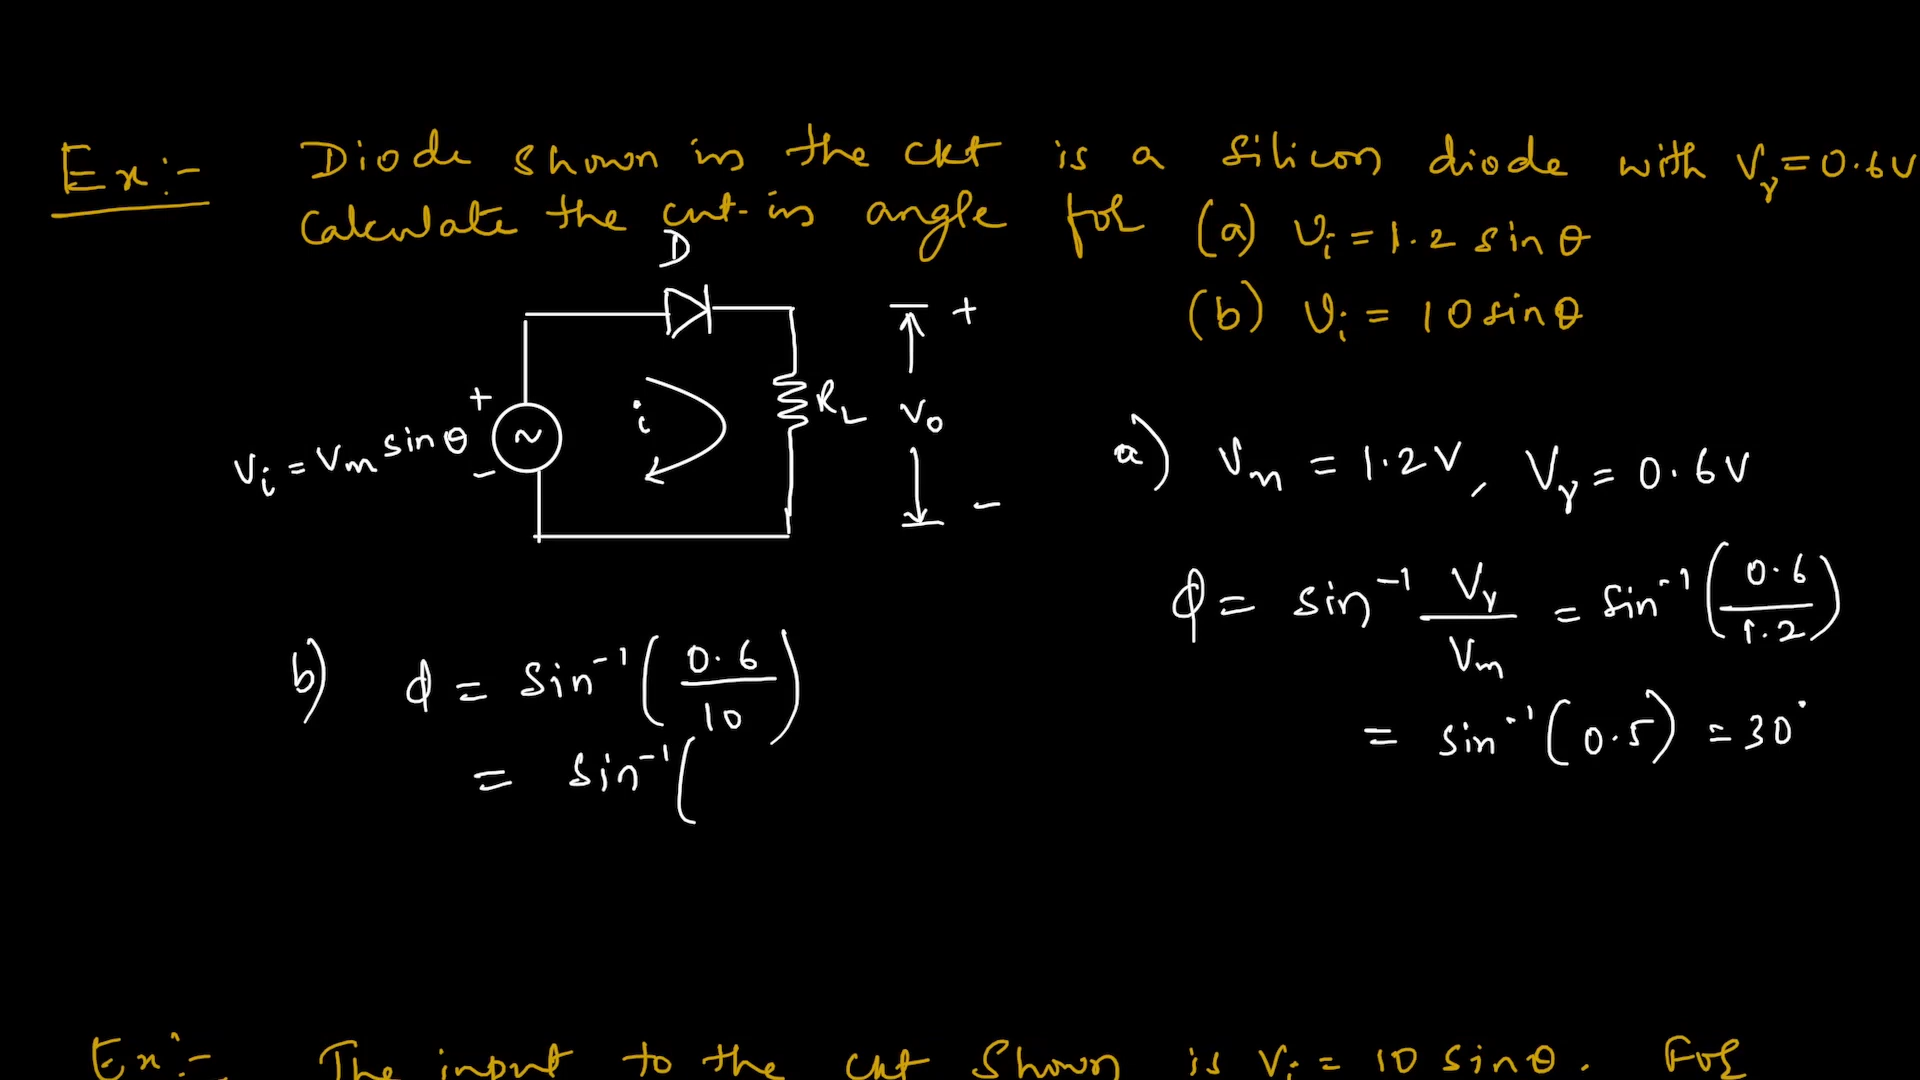 Ex:- Diode shown in the ckt is a silicon diode with Vγ = 0.6V
Calculate the cut-in angle for (a) Vi = 1.2 sin θ
(b) Vi = 10 sin θ
D
+
i
RL
Vi = Vm sin θ
~
-
+
Vo
-
a) Vm = 1.2V, Vγ = 0.6V
ϕ = sin⁻¹ Vγ/Vm = sin⁻¹(0.6/1.2)
= sin⁻¹(0.5) = 30°
b) ϕ = sin⁻¹(0.6/10)
= sin⁻¹(
Ex:- The input to the ckt shown is Vi = 10 sin θ. For